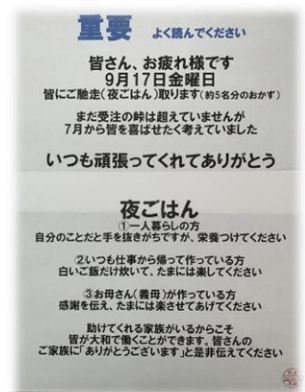 重要 よく読んでください
皆さん、お疲れ様です
9月17日金曜日
皆にご馳走(夜ごはん)取ります(約5名分のおかず)
まだ受注の峠は超えていませんが
7月から皆を喜ばせたく考えていました
いつも頑張ってくれてありがとう
夜ごはん
①一人暮らしの方
自分のことだと手を抜きがちですが、栄養つけてください
②いつも仕事から帰って作っている方
白いご飯だけ炊いて、たまには楽してください
③お母さん(義母)が作っている方
感謝を伝え、たまには楽させてあげてください
助けてくれる家族がいるからこそ
皆が大和で働くことができます。皆さんの
ご家族に「ありがとうございます」と是非伝えてください